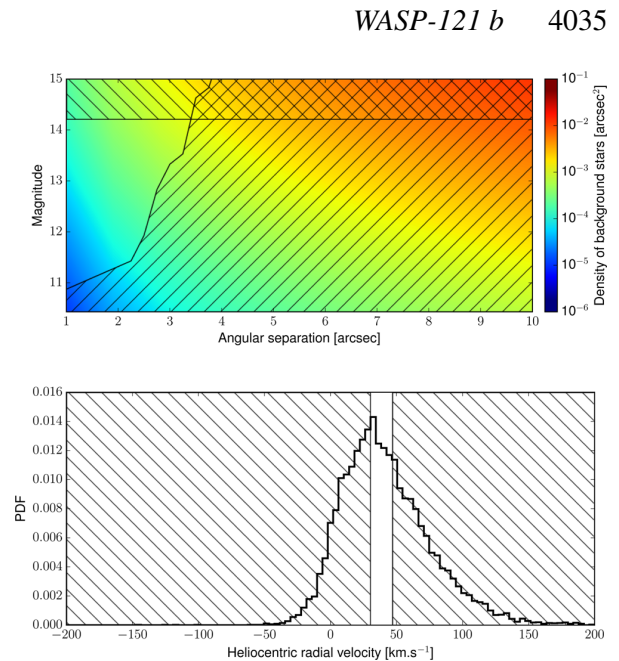 WASP-121 b 4035
15
14
13
12
11
Magnitude
1 2 3 4 5 6 7 8 9 10
Angular separation [arcsec]
10⁻¹
10⁻²
10⁻³
10⁻⁴
10⁻⁵
10⁻⁶
Density of background stars [arcsec²]
0.016
0.014
0.012
0.010
0.008
0.006
0.004
0.002
0.000
PDF
−200 −150 −100 −50 0 50 100 150 200
Heliocentric radial velocity [km.s⁻¹]